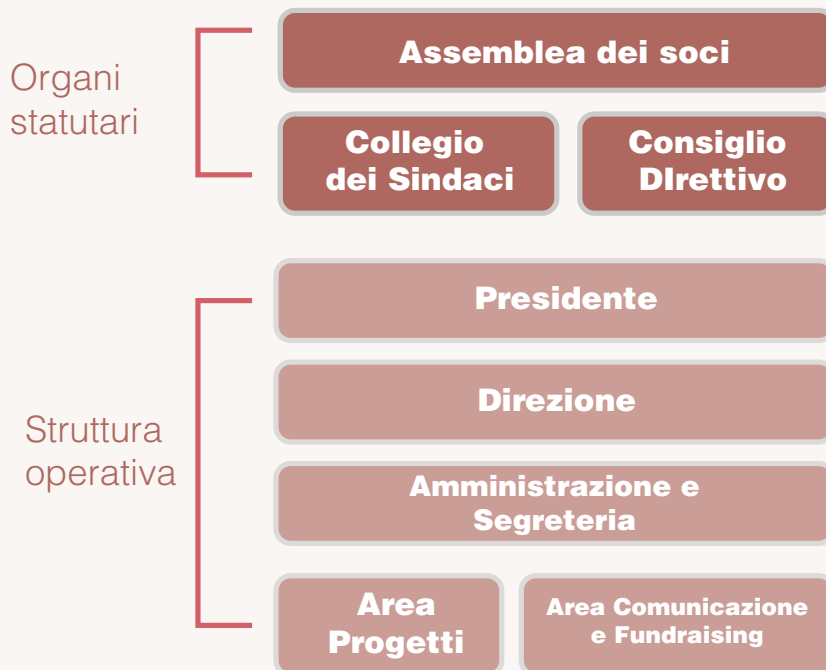 Organi
statutari
Assemblea dei soci
Collegio
dei Sindaci
Consiglio
DIrettivo
Struttura
operativa
Presidente
Direzione
Amministrazione e
Segreteria
Area
Progetti
Area Comunicazione
e Fundraising